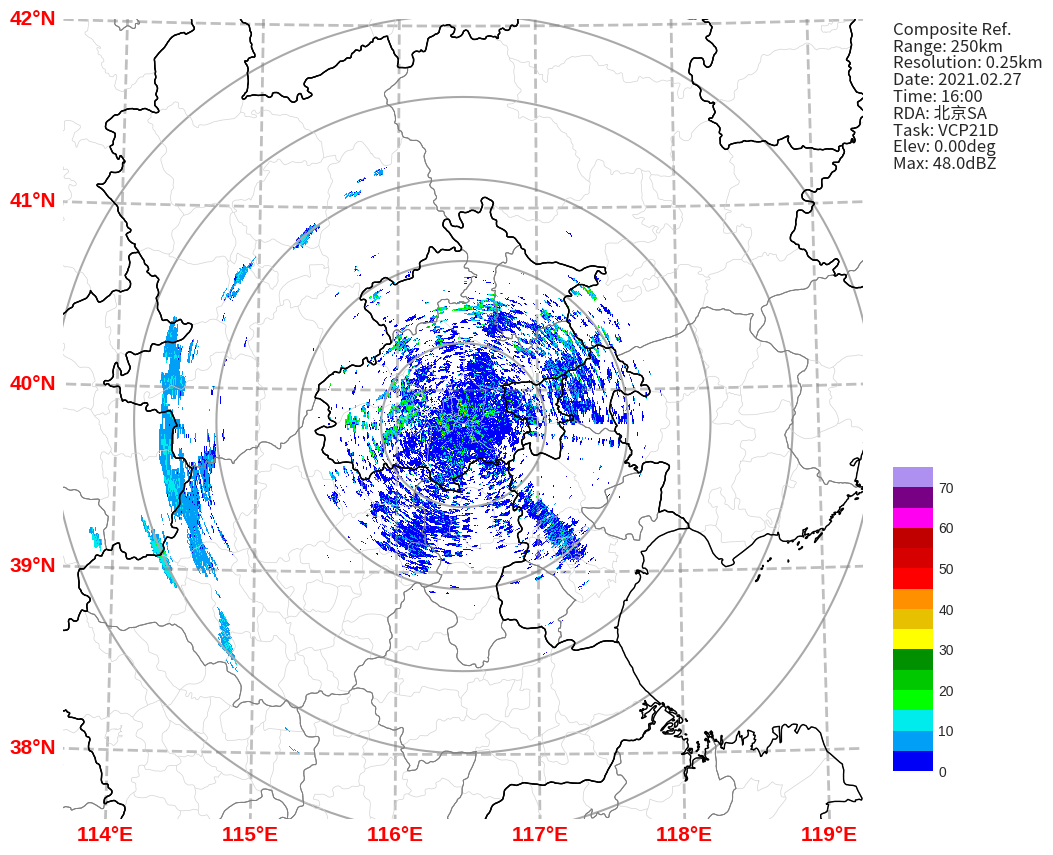 42°N
41°N
40°N
39°N
38°N
114°E
115°E
116°E
117°E
118°E
119°E
Composite Ref.
Range: 250km
Resolution: 0.25km
Date: 2021.02.27
Time: 16:00
RDA: 北京SA
Task: VCP21D
Elev: 0.00deg
Max: 48.0dBZ
70
60
50
40
30
20
10
0